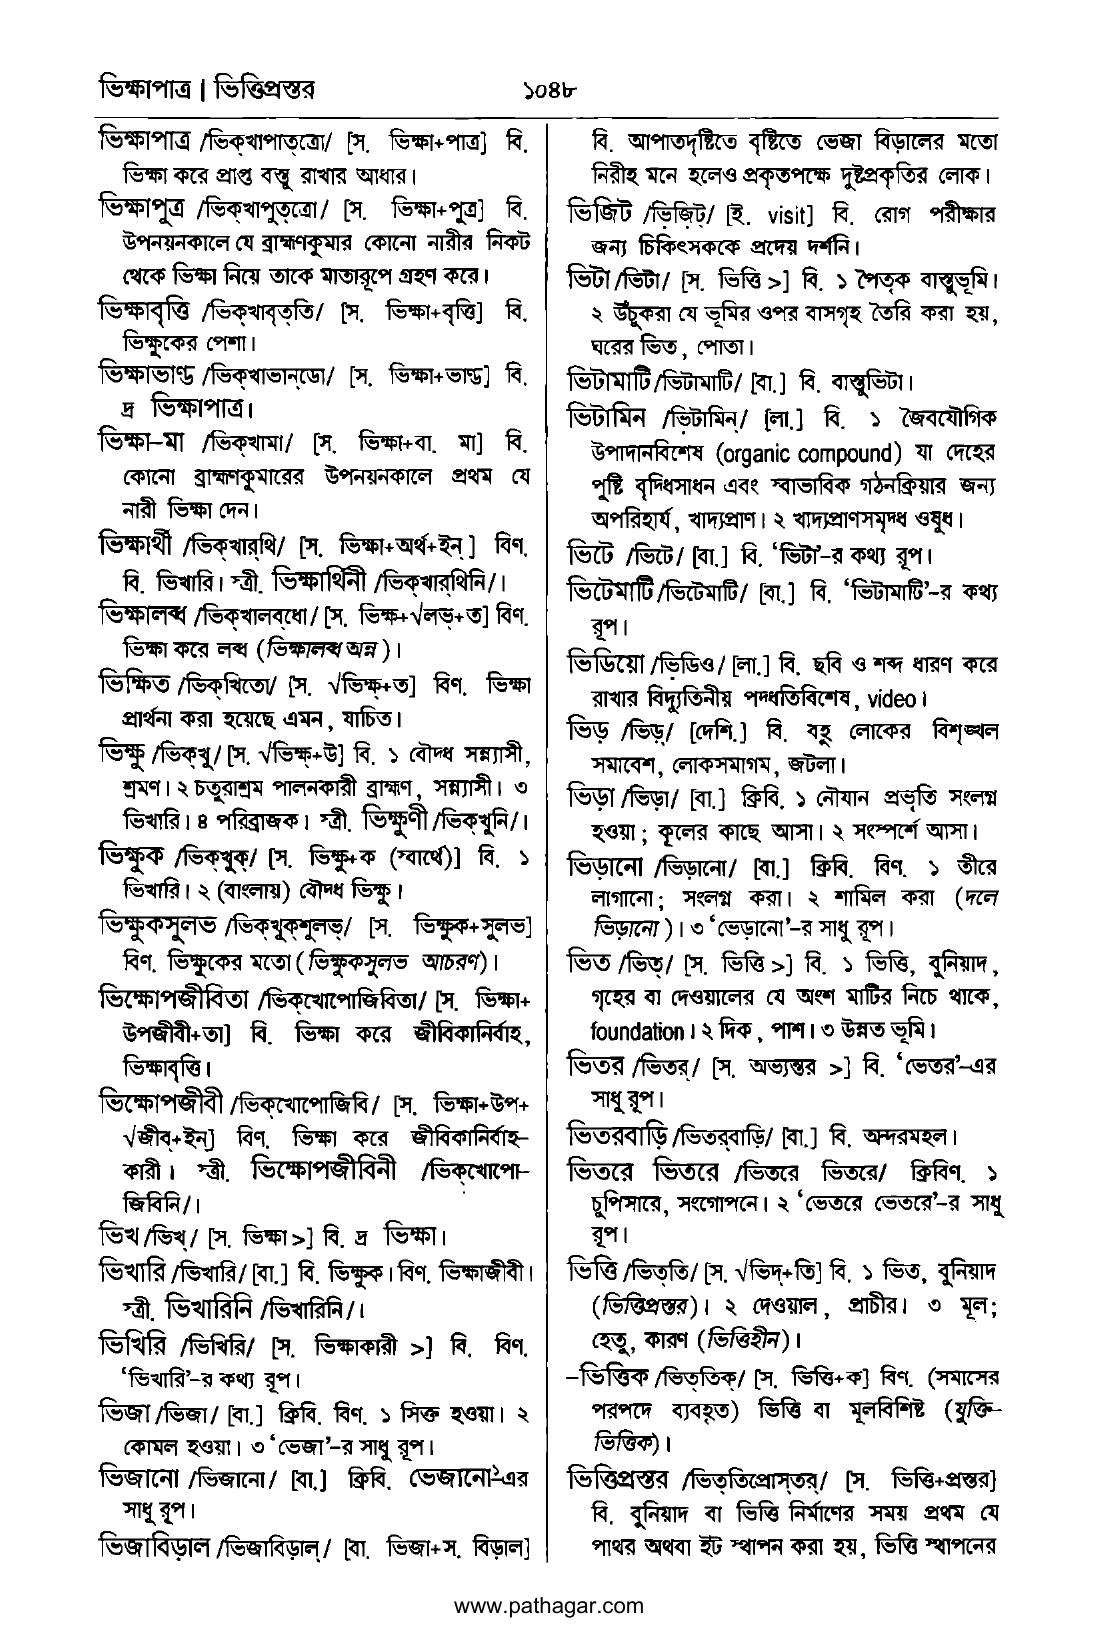 ভিক্ষাপাত্র | ভিত্তিপ্রস্তর
১০৪৮
ভিক্ষাপাত্র /ভিক্‌খাপাত্‌ত্রো/ [স. ভিক্ষা+পাত্র] বি.
ভিক্ষা করে প্রাপ্ত বস্তু রাখার আধার।
ভিক্ষাপুত্র /ভিক্‌খাপুত্‌ত্রো/ [স. ভিক্ষা+পুত্র] বি.
উপনয়নকালে যে ব্রাহ্মণকুমার কোনো নারীর নিকট
থেকে ভিক্ষা নিয়ে তাকে মাতারূপে গ্রহণ করে।
ভিক্ষাবৃত্তি /ভিক্‌খাবৃত্‌তি/ [স. ভিক্ষা+বৃত্তি] বি.
ভিক্ষুকের পেশা।
ভিক্ষাভাণ্ড /ভিক্‌খাভান্‌ডো/ [স. ভিক্ষা+ভাণ্ড] বি.
দ্র ভিক্ষাপাত্র।
ভিক্ষা-মা /ভিক্‌খামা/ [স. ভিক্ষা+বা. মা] বি.
কোনো ব্রাহ্মণকুমারের উপনয়নকালে প্রথম যে
নারী ভিক্ষা দেন।
ভিক্ষার্থী /ভিক্‌খার্‌থি/ [স. ভিক্ষা+অর্থ+ইন্] বিণ.
বি. ভিখারি। স্ত্রী. ভিক্ষার্থিনী /ভিক্‌খার্‌থিনি/।
ভিক্ষালব্ধ /ভিক্‌খালব্‌ধো/ [স. ভিক্ষ+√লভ্+ত] বিণ.
ভিক্ষা করে লব্ধ (ভিক্ষালব্ধ অন্ন)।
ভিক্ষিত /ভিক্‌খিতো/ [স. √ভিক্ষ্+ত] বিণ. ভিক্ষা
প্রার্থনা করা হয়েছে এমন, যাচিত।
ভিক্ষু /ভিক্‌খু/ [স. √ভিক্ষ্+উ] বি. ১ বৌদ্ধ সন্ন্যাসী,
শ্রমণ। ২ চতুরাশ্রম পালনকারী ব্রাহ্মণ, সন্ন্যাসী। ৩
ভিখারি। ৪ পরিব্রাজক। স্ত্রী. ভিক্ষুণী /ভিক্‌খুনি/।
ভিক্ষুক /ভিক্‌খুক্/ [স. ভিক্ষু+ক (স্বার্থে)] বি. ১
ভিখারি। ২ (বাংলায়) বৌদ্ধ ভিক্ষু।
ভিক্ষুকসুলভ /ভিক্‌খুক্‌শুলভ্/ [স. ভিক্ষুক+সুলভ]
বিণ. ভিক্ষুকের মতো (ভিক্ষুকসুলভ আচরণ)।
ভিক্ষোপজীবিতা /ভিক্‌খোপোজিবিতা/ [স. ভিক্ষা+
উপজীবী+তা] বি. ভিক্ষা করে জীবিকানির্বাহ,
ভিক্ষাবৃত্তি।
ভিক্ষোপজীবী /ভিক্‌খোপোজিবি/ [স. ভিক্ষা+উপ+
√জীব্+ইন্] বিণ. ভিক্ষা করে জীবিকানির্বাহ-
কারী। স্ত্রী. ভিক্ষোপজীবিনী /ভিক্‌খোপো-
জিবিনি/।
ভিখ /ভিখ্/ [স. ভিক্ষা >] বি. দ্র ভিক্ষা।
ভিখারি /ভিখারি/ [বা.] বি. ভিক্ষুক। বিণ. ভিক্ষাজীবী।
স্ত্রী. ভিখারিনি /ভিখারিনি/।
ভিখিরি /ভিখিরি/ [স. ভিক্ষাকারী >] বি. বিণ.
‘ভিখারি’-র কথ্য রূপ।
ভিজা /ভিজা/ [বা.] ক্রিবি. বিণ. ১ সিক্ত হওয়া। ২
কোমল হওয়া। ৩ ‘ভেজা’-র সাধু রূপ।
ভিজানো /ভিজানো/ [বা.] ক্রিবি. ভেজানো১-এর
সাধু রূপ।
ভিজাবিড়াল /ভিজাবিড়াল্/ [বা. ভিজা+স. বিড়াল]
বি. আপাতদৃষ্টিতে বৃষ্টিতে ভেজা বিড়ালের মতো
নিরীহ মনে হলেও প্রকৃতপক্ষে দুষ্টপ্রকৃতির লোক।
ভিজিট /ভিজিট্/ [ই. visit] বি. রোগ পরীক্ষার
জন্য চিকিৎসককে প্রদেয় দর্শনি।
ভিটা /ভিটা/ [স. ভিত্তি >] বি. ১ পৈতৃক বাস্তুভূমি।
২ উঁচুকরা যে ভূমির ওপর বাসগৃহ তৈরি করা হয়,
ঘরের ভিত, পোতা।
ভিটামাটি /ভিটামাটি/ [বা.] বি. বাস্তুভিটা।
ভিটামিন /ভিটামিন্/ [লা.] বি. ১ জৈবযৌগিক
উপাদানবিশেষ (organic compound) যা দেহের
পুষ্টি বৃদ্ধিসাধন এবং স্বাভাবিক গঠনক্রিয়ার জন্য
অপরিহার্য, খাদ্যপ্রাণ। ২ খাদ্যপ্রাণসমৃদ্ধ ওষুধ।
ভিটে /ভিটে/ [বা.] বি. ‘ভিটা’-র কথ্য রূপ।
ভিটেমাটি /ভিটেমাটি/ [বা.] বি. ‘ভিটামাটি’-র কথ্য
রূপ।
ভিডিয়ো /ভিডিও/ [লা.] বি. ছবি ও শব্দ ধারণ করে
রাখার বিদ্যুতিনীয় পদ্ধতিবিশেষ, video।
ভিড় /ভিড়্/ [দেশি.] বি. বহু লোকের বিশৃঙ্খল
সমাবেশ, লোকসমাগম, জটলা।
ভিড়া /ভিড়া/ [বা.] ক্রিবি. ১ নৌযান প্রভৃতি সংলগ্ন
হওয়া; কূলের কাছে আসা। ২ সংস্পর্শে আসা।
ভিড়ানো /ভিড়ানো/ [বা.] ক্রিবি. বিণ. ১ তীরে
লাগানো; সংলগ্ন করা। ২ শামিল করা (দলে
ভিড়ানো)। ৩ ‘ভেড়ানো’-র সাধু রূপ।
ভিত /ভিত্/ [স. ভিত্তি >] বি. ১ ভিত্তি, বুনিয়াদ,
গৃহের বা দেওয়ালের যে অংশ মাটির নিচে থাকে,
foundation। ২ দিক, পাশ। ৩ উন্নত ভূমি।
ভিতর /ভিতর্/ [স. অভ্যন্তর >] বি. ‘ভেতর’-এর
সাধু রূপ।
ভিতরবাড়ি /ভিতর্‌বাড়ি/ [বা.] বি. অন্দরমহল।
ভিতরে ভিতরে /ভিতরে ভিতরে/ ক্রিবিণ. ১
চুপিসারে, সংগোপনে। ২ ‘ভেতরে ভেতরে’-র সাধু
রূপ।
ভিত্তি /ভিত্‌তি/ [স. √ভিদ্+তি] বি. ১ ভিত, বুনিয়াদ
(ভিত্তিপ্রস্তর)। ২ দেওয়াল, প্রাচীর। ৩ মূল;
হেতু, কারণ (ভিত্তিহীন)।
-ভিত্তিক /ভিত্‌তিক্/ [স. ভিত্তি+ক] বিণ. (সমাসের
পরপদে ব্যবহৃত) ভিত্তি বা মূলবিশিষ্ট (যুক্তি-
ভিত্তিক)।
ভিত্তিপ্রস্তর /ভিত্‌তিপ্রোস্‌তর্/ [স. ভিত্তি+প্রস্তর]
বি. বুনিয়াদ বা ভিত্তি নির্মাণের সময় প্রথম যে
পাথর অথবা ইট স্থাপন করা হয়, ভিত্তি স্থাপনের
www.pathagar.com